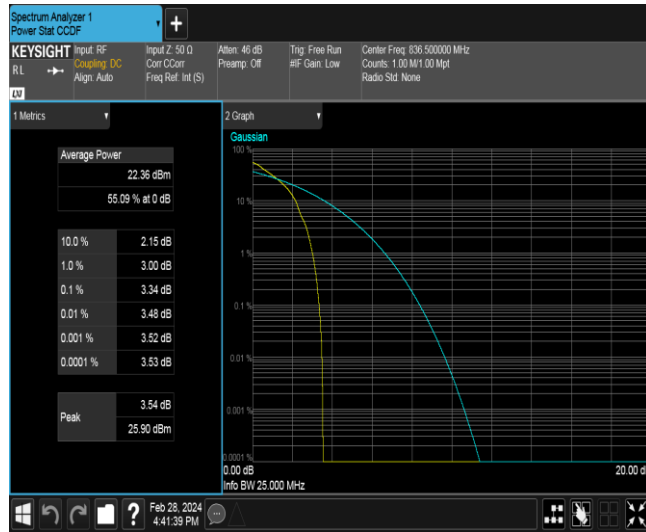 Spectrum Analyzer 1
Power Stat CCDF
KEYSIGHT
R L
LXI
Input: RF
Coupling: DC
Align: Auto
Input Z: 50 Ω
Corr CCorr
Freq Ref: Int (S)
Atten: 46 dB
Preamp: Off
Trig: Free Run
#IF Gain: Low
Center Freq: 836.500000 MHz
Counts: 1.00 M/1.00 Mpt
Radio Std: None
1 Metrics
Average Power
22.36 dBm
55.09 % at 0 dB
10.0 % 2.15 dB
1.0 % 3.00 dB
0.1 % 3.34 dB
0.01 % 3.48 dB
0.001 % 3.52 dB
0.0001 % 3.53 dB
Peak
3.54 dB
25.90 dBm
2 Graph
Gaussian
100 %
10 %
1 %
0.1 %
0.01 %
0.001 %
0.0001 %
0.00 dB
20.00 d
Info BW 25.000 MHz
?
Feb 28, 2024
4:41:39 PM